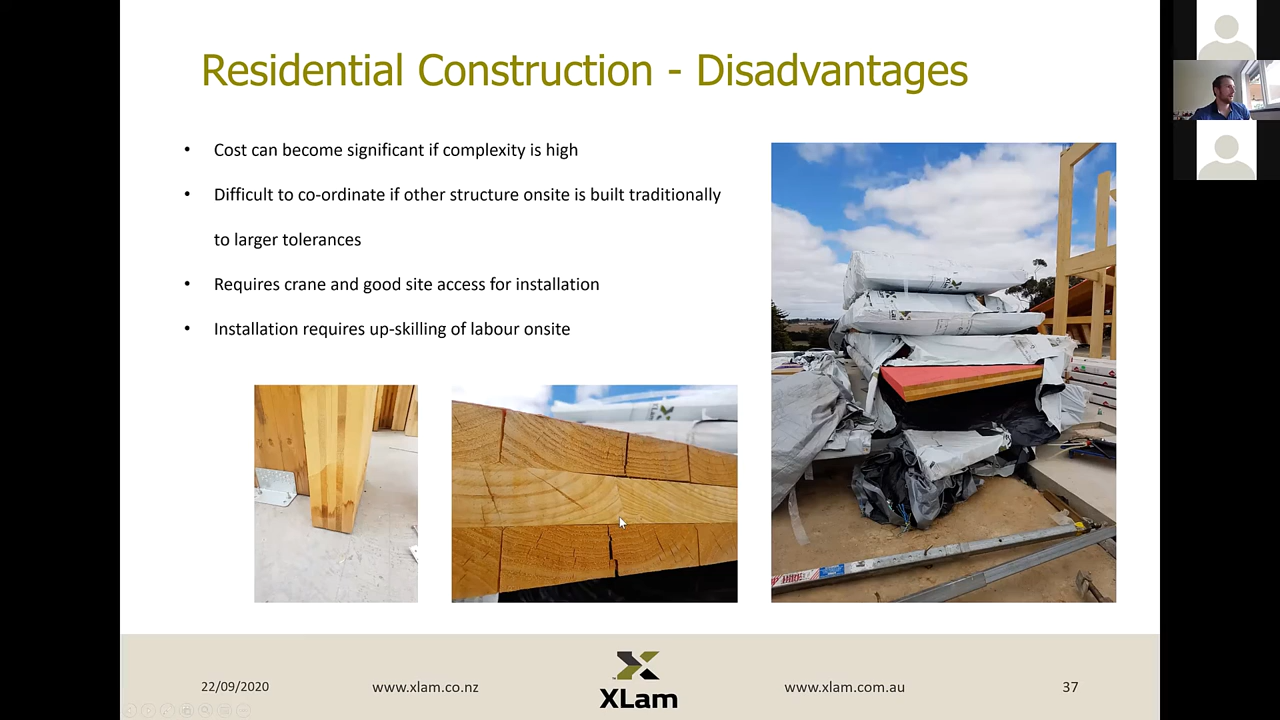 Residential Construction - Disadvantages
• Cost can become significant if complexity is high
• Difficult to co-ordinate if other structure onsite is built traditionally
to larger tolerances
• Requires crane and good site access for installation
• Installation requires up-skilling of labour onsite
22/09/2020
www.xlam.co.nz
XLam
www.xlam.com.au
37